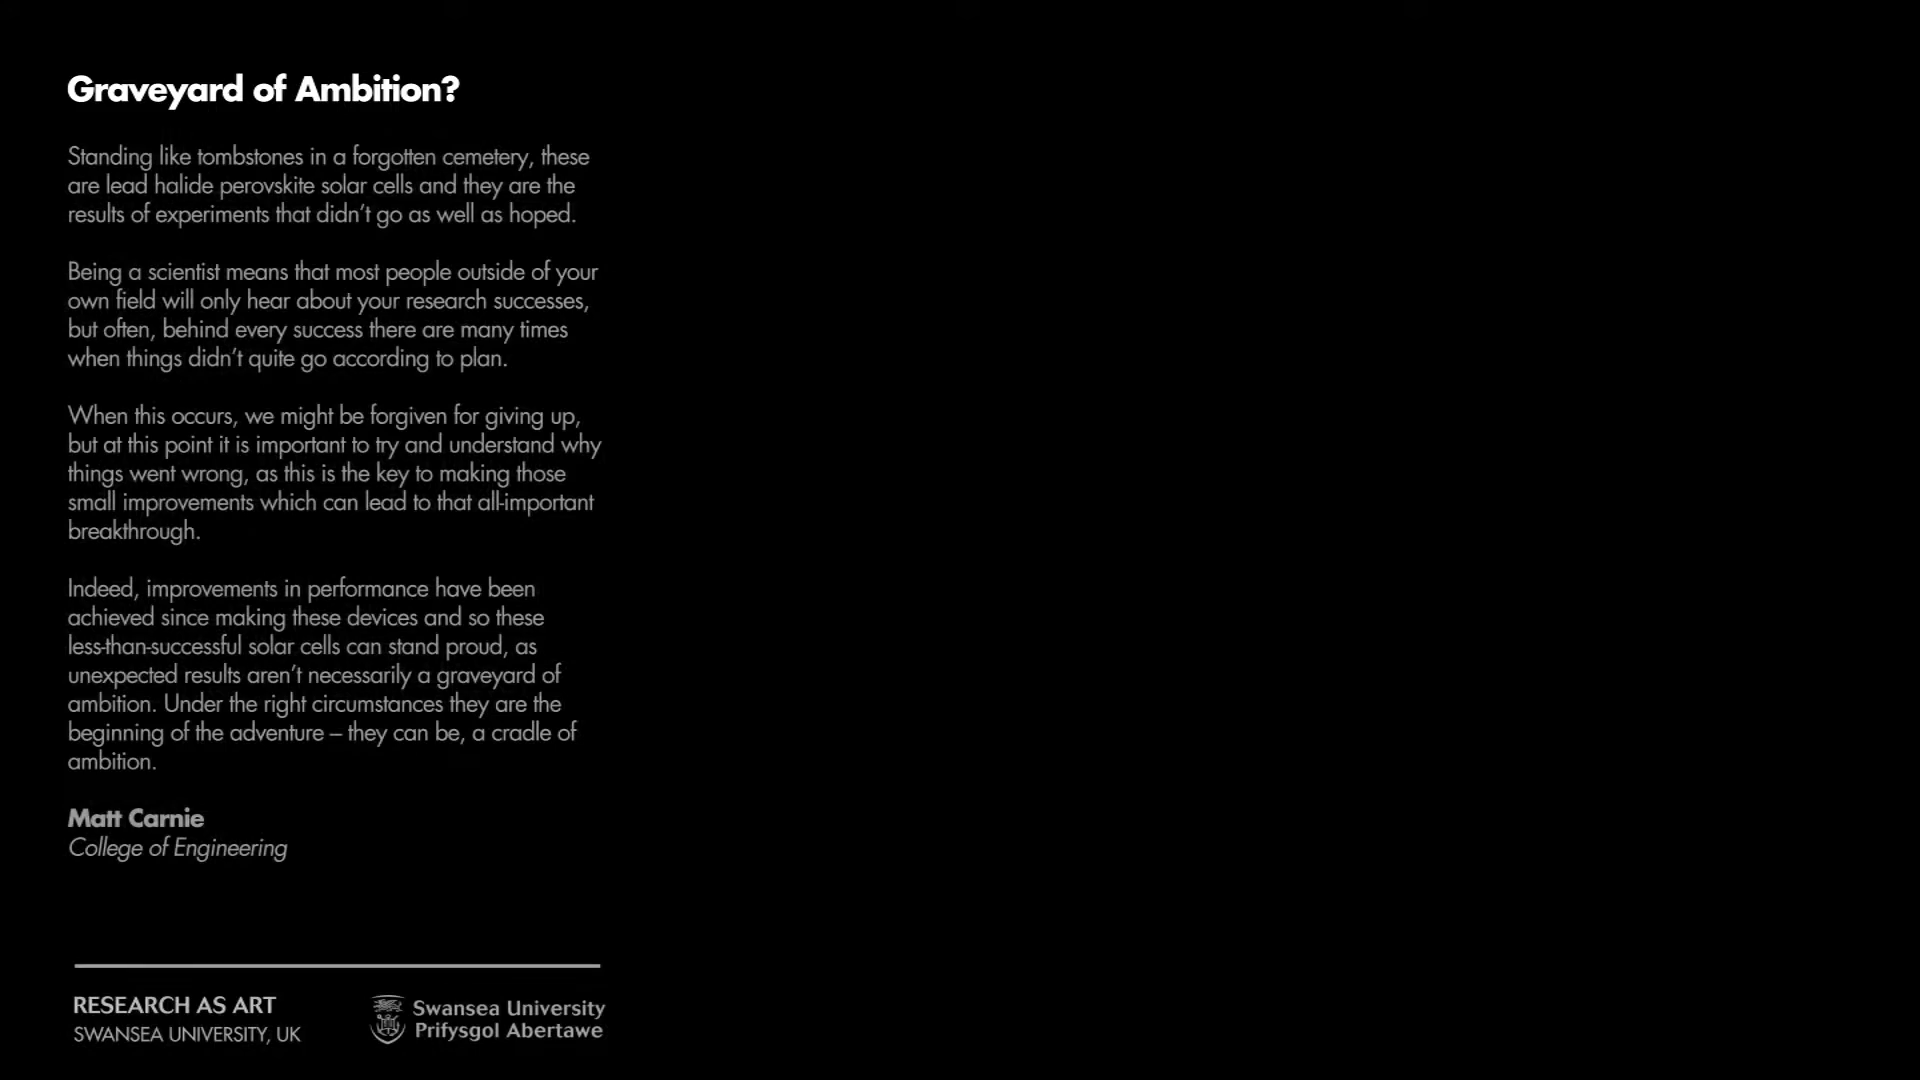 Graveyard of Ambition?
Standing like tombstones in a forgotten cemetery, these
are lead halide perovskite solar cells and they are the
results of experiments that didn’t go as well as hoped.
Being a scientist means that most people outside of your
own field will only hear about your research successes,
but often, behind every success there are many times
when things didn’t quite go according to plan.
When this occurs, we might be forgiven for giving up,
but at this point it is important to try and understand why
things went wrong, as this is the key to making those
small improvements which can lead to that all-important
breakthrough.
Indeed, improvements in performance have been
achieved since making these devices and so these
less-than-successful solar cells can stand proud, as
unexpected results aren’t necessarily a graveyard of
ambition. Under the right circumstances they are the
beginning of the adventure – they can be, a cradle of
ambition.
Matt Carnie
College of Engineering
RESEARCH AS ART
SWANSEA UNIVERSITY, UK
Swansea University
Prifysgol Abertawe